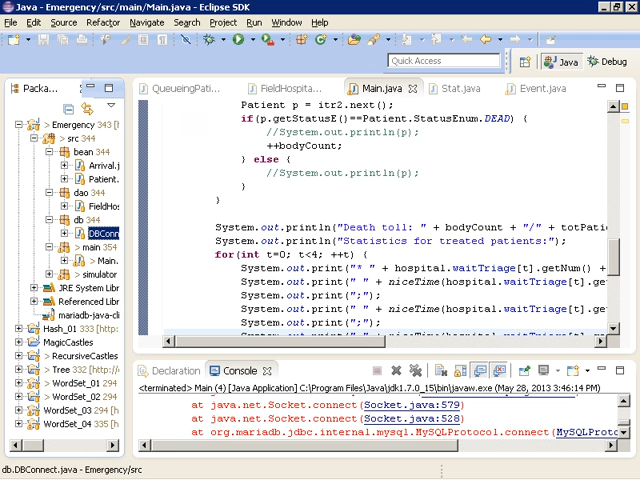 Java - Emergency/src/main/Main.java - Eclipse SDK
File Edit Source Refactor Navigate Search Project Run Window Help
Quick Access
Java
Debug
Packa...
QueueingPati...
FieldHospita...
Main.java
Stat.java
Event.java
Emergency 343 [h
src 344
bean 344
Arrival.j
Patient.
dao 344
FieldHos
db 344
DBConn
main 354
Main.
simulator
JRE System Libr
Referenced Libr
mariadb-java-cli
Hash_01 333 [http:
MagicCastles
RecursiveCastles
Tree 332 [http://
WordSet_01
WordSet_02 294
WordSet_03 294
WordSet_04 335
Patient p = itr2.next();
if(p.getStatusE()==Patient.StatusEnum.DEAD) {
//System.out.println(p);
++bodyCount;
} else {
//System.out.println(p);
}
}
System.out.println("Death toll: " + bodyCount + "/" + totPatie
System.out.println("Statistics for treated patients:");
for(int t=0; t<4; ++t) {
System.out.print("* " + hospital.waitTriage[t].getNum() +
System.out.print(" " + niceTime(hospital.waitTriage[t].ge
System.out.print(";");
System.out.print(" " + niceTime(hospital.waitTriage[t].ge
System.out.print(";");
Declaration
Console
<terminated> Main (4) [Java Application] C:\Program Files\Java\jdk1.7.0_15\bin\javaw.exe (May 28, 2013 3:46:14 PM)
at java.net.Socket.connect(Socket.java:579)
at java.net.Socket.connect(Socket.java:528)
at org.mariadb.jdbc.internal.mysql.MySQLProtocol.connect(MySQLProto
db.DBConnect.java - Emergency/src